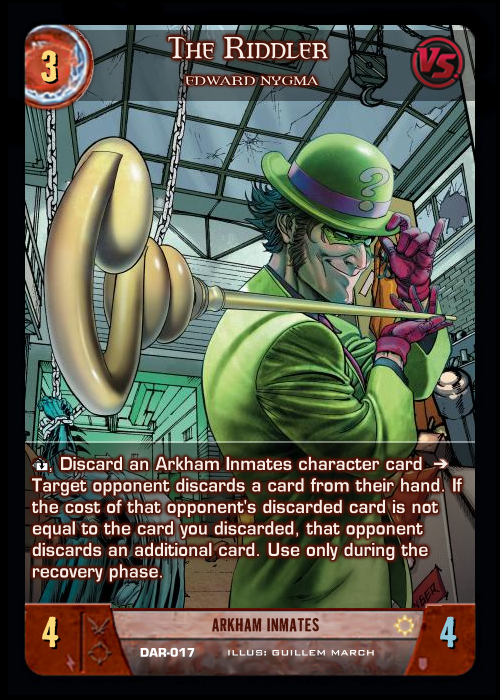 3
THE RIDDLER
EDWARD NYGMA
VS
?
. Discard an Arkham Inmates character card →
Target opponent discards a card from their hand. If
the cost of that opponent's discarded card is not
equal to the card you discarded, that opponent
discards an additional card. Use only during the
recovery phase.
4
ARKHAM INMATES
4
DAR-017 ILLUS: GUILLEM MARCH